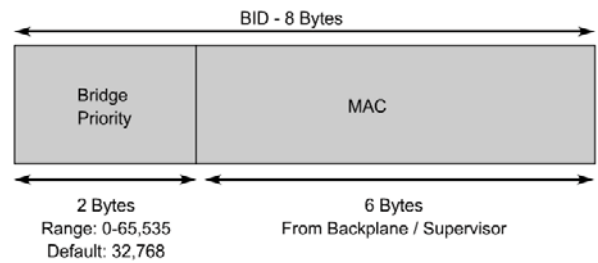 BID - 8 Bytes
Bridge
Priority
MAC
2 Bytes
Range: 0-65,535
Default: 32,768
6 Bytes
From Backplane / Supervisor